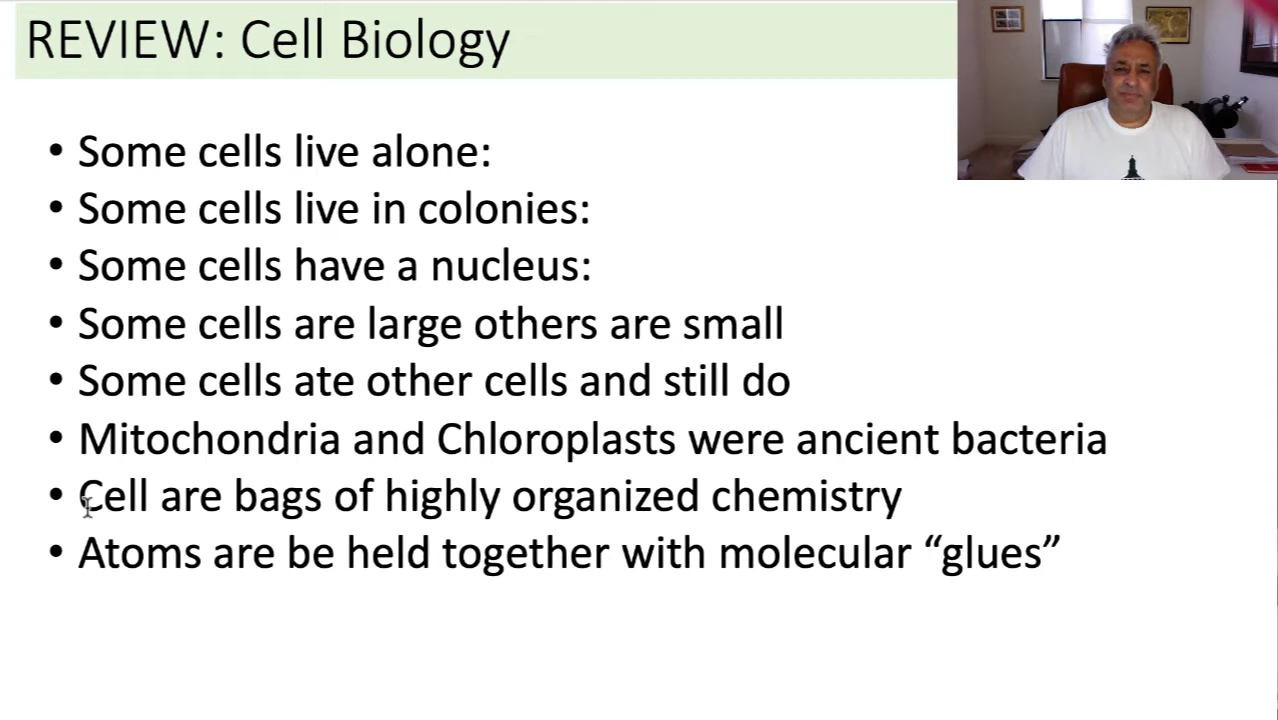 REVIEW: Cell Biology
• Some cells live alone:
• Some cells live in colonies:
• Some cells have a nucleus:
• Some cells are large others are small
• Some cells ate other cells and still do
• Mitochondria and Chloroplasts were ancient bacteria
• Cell are bags of highly organized chemistry
• Atoms are be held together with molecular “glues”